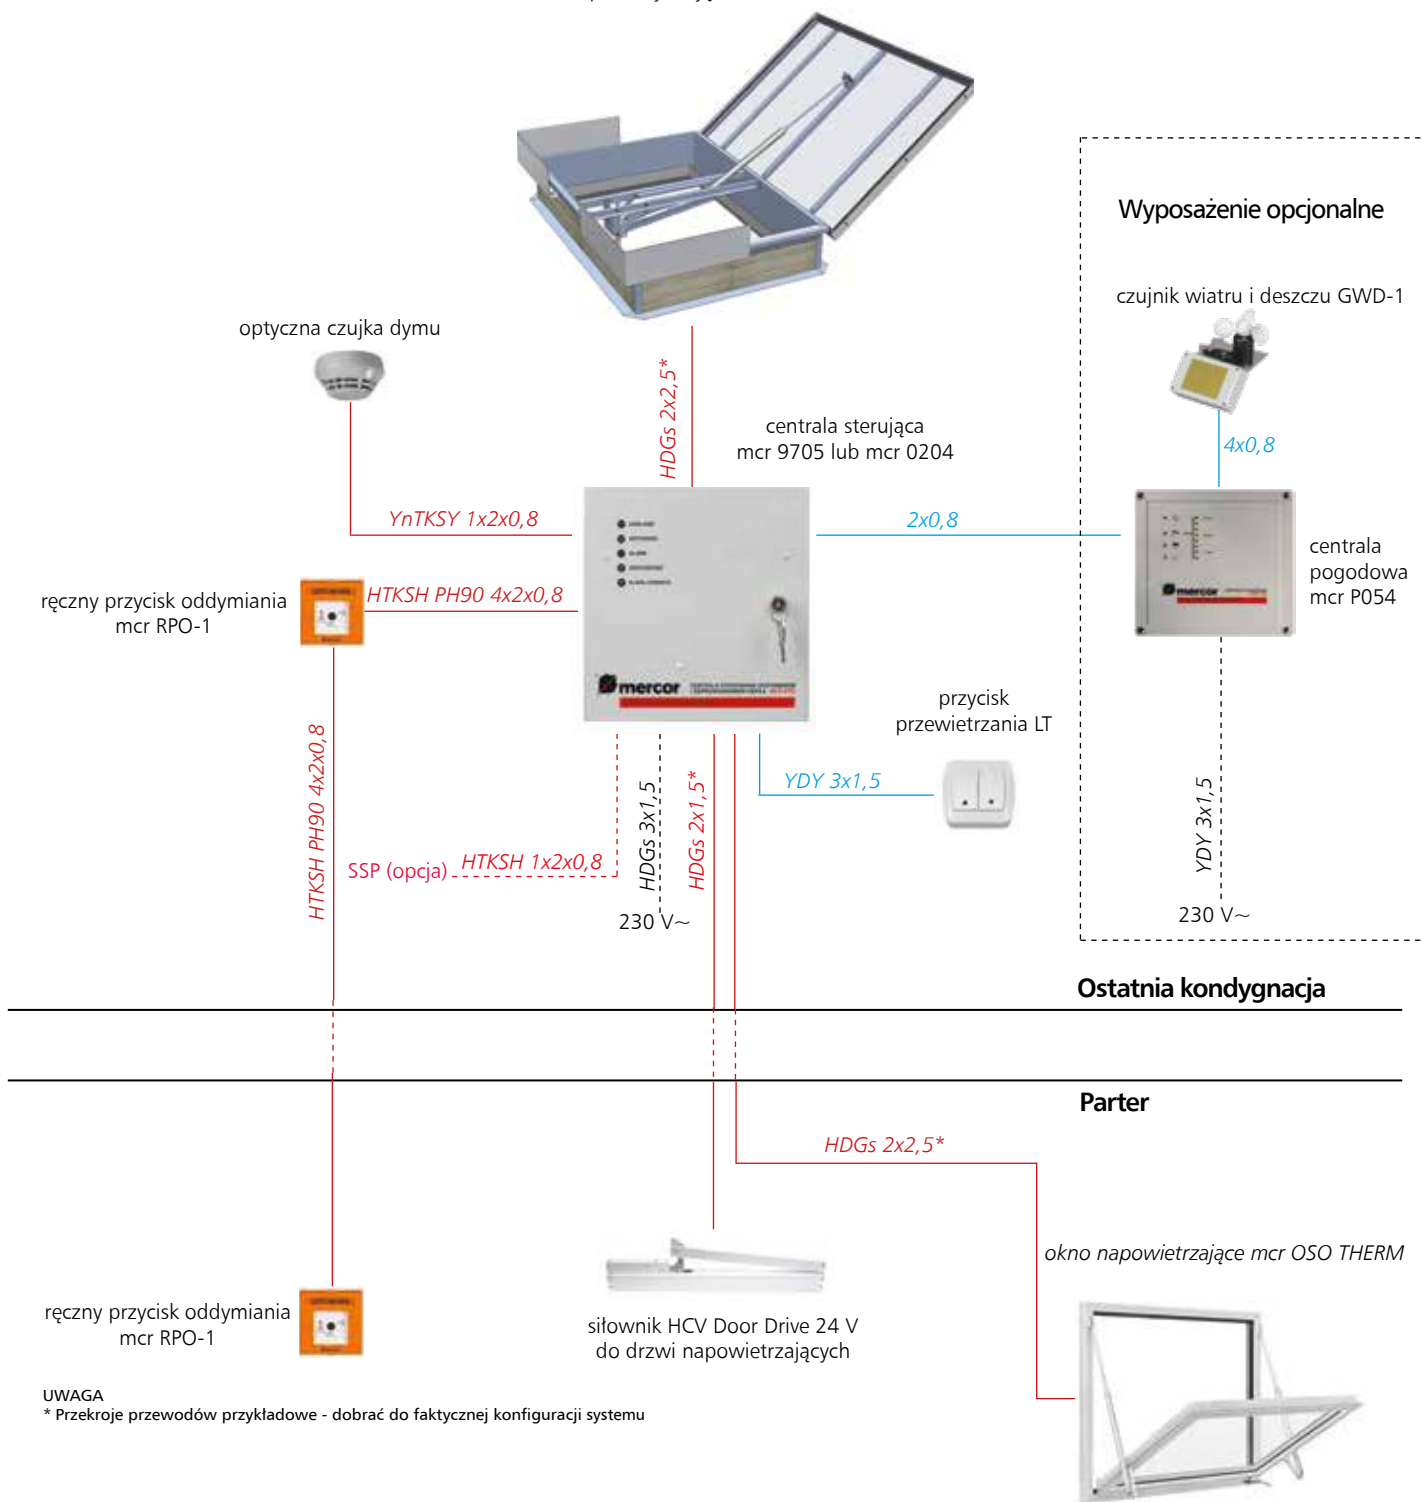 Wyposażenie opcjonalne
czujnik wiatru i deszczu GWD-1
optyczna czujka dymu
HDGs 2x2,5*
centrala sterująca
mcr 9705 lub mcr 0204
4x0,8
YnTKSY 1x2x0,8
2x0,8
centrala
pogodowa
mcr P054
ręczny przycisk oddymiania
mcr RPO-1
HTKSH PH90 4x2x0,8
mercor
mercor
przycisk
przewietrzania LT
HTKSH PH90 4x2x0,8
YDY 3x1,5
SSP (opcja)
HTKSH 1x2x0,8
HDGs 3x1,5
HDGs 2x1,5*
YDY 3x1,5
230 V~
230 V~
Ostatnia kondygnacja
Parter
HDGs 2x2,5*
okno napowietrzające mcr OSO THERM
ręczny przycisk oddymiania
mcr RPO-1
siłownik HCV Door Drive 24 V
do drzwi napowietrzających
UWAGA
* Przekroje przewodów przykładowe - dobrać do faktycznej konfiguracji systemu